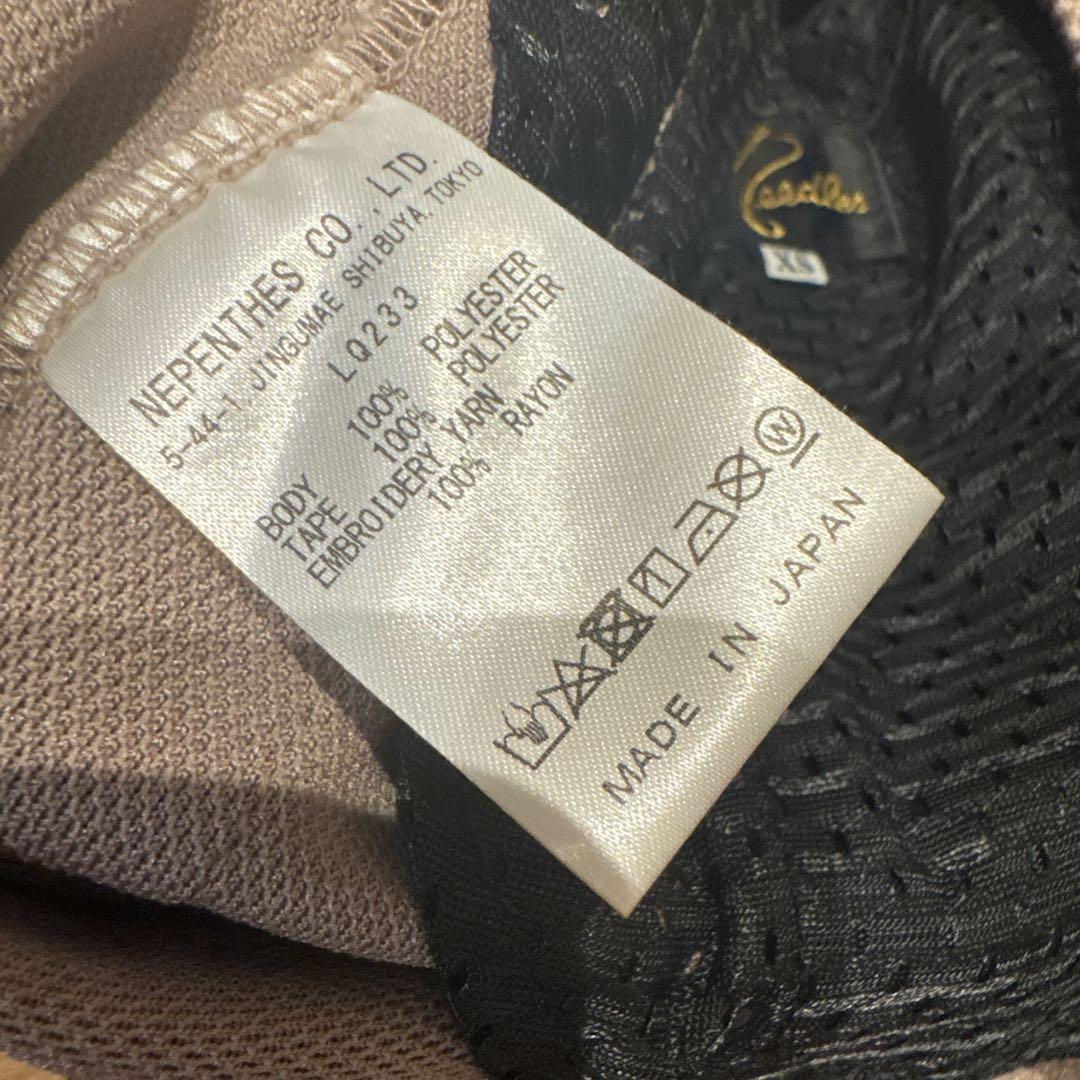 NEPENTHES CO., LTD.
5-44-1, JINGUMAE SHIBUYA, TOKYO
LQ233
BODY 100% POLYESTER
TAPE 100% POLYESTER
EMBROIDERY YARN
100% RAYON
W
MADE IN JAPAN
Needles
XS